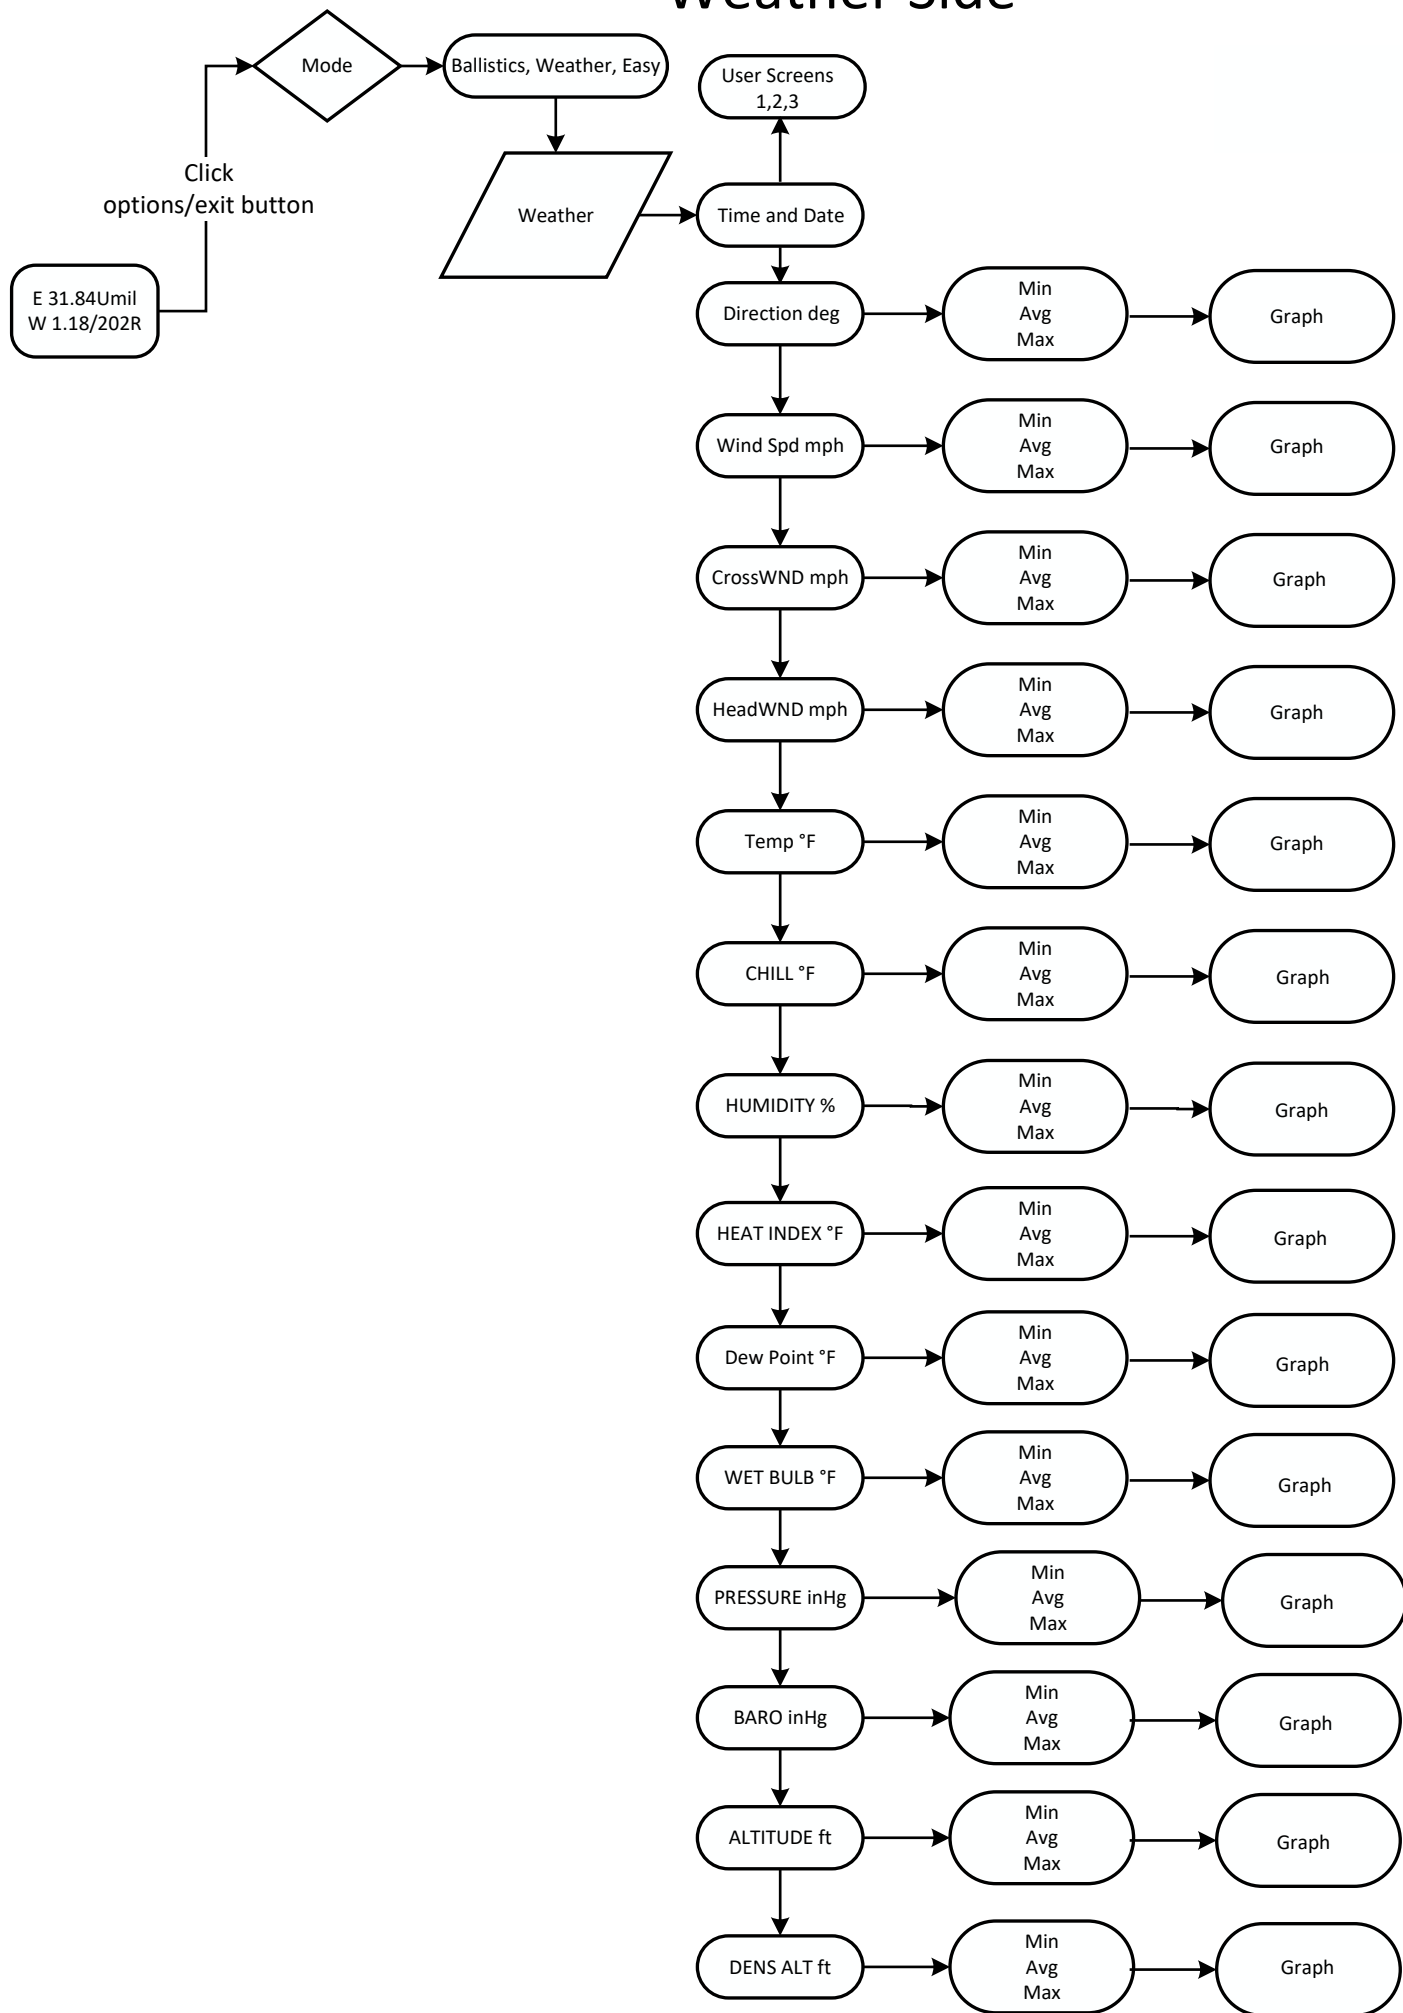 Weather Side
Mode
Ballistics, Weather, Easy
User Screens
1,2,3
Click
options/exit button
Weather
Time and Date
E 31.84Umil
W 1.18/202R
Direction deg
Min
Avg
Max
Graph
Wind Spd mph
Min
Avg
Max
Graph
CrossWND mph
Min
Avg
Max
Graph
HeadWND mph
Min
Avg
Max
Graph
Temp °F
Min
Avg
Max
Graph
CHILL °F
Min
Avg
Max
Graph
HUMIDITY %
Min
Avg
Max
Graph
HEAT INDEX °F
Min
Avg
Max
Graph
Dew Point °F
Min
Avg
Max
Graph
WET BULB °F
Min
Avg
Max
Graph
PRESSURE inHg
Min
Avg
Max
Graph
BARO inHg
Min
Avg
Max
Graph
ALTITUDE ft
Min
Avg
Max
Graph
DENS ALT ft
Min
Avg
Max
Graph